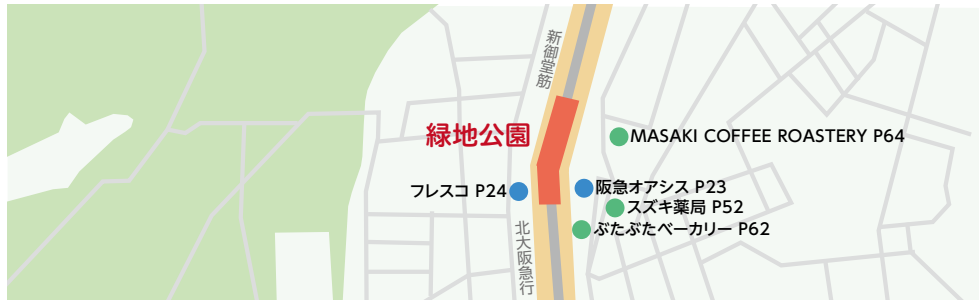 新御堂筋
緑地公園
MASAKI COFFEE ROASTERY P64
フレスコ P24
阪急オアシス P23
スズキ薬局 P52
ぶたぶたベーカリー P62
北大阪急行